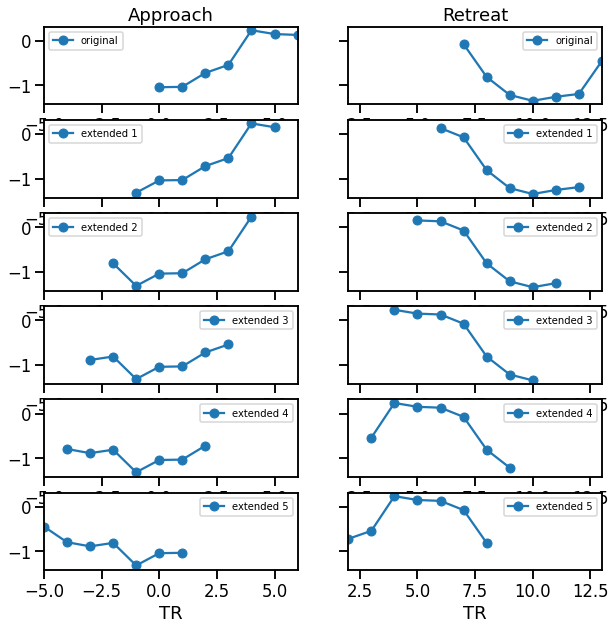 Approach Retreat
0 original original
−1
0 extended 1 extended 1
−1
0 extended 2 extended 2
−1
0 extended 3 extended 3
−1
0 extended 4 extended 4
−1
0 extended 5 extended 5
−1
−5.0 −2.5 0.0 2.5 5.0 2.5 5.0 7.5 10.0 12.5
TR TR